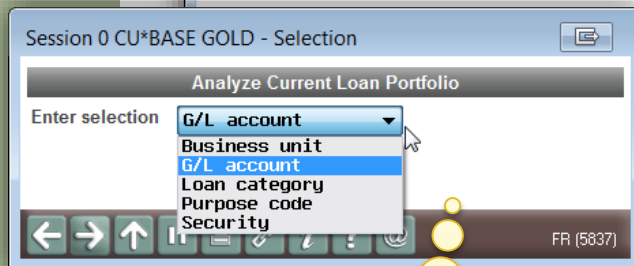 Session 0 CU*BASE GOLD - Selection
Analyze Current Loan Portfolio
Enter selection G/L account
Business unit
G/L account
Loan category
Purpose code
Security
i ? @
FR (5837)